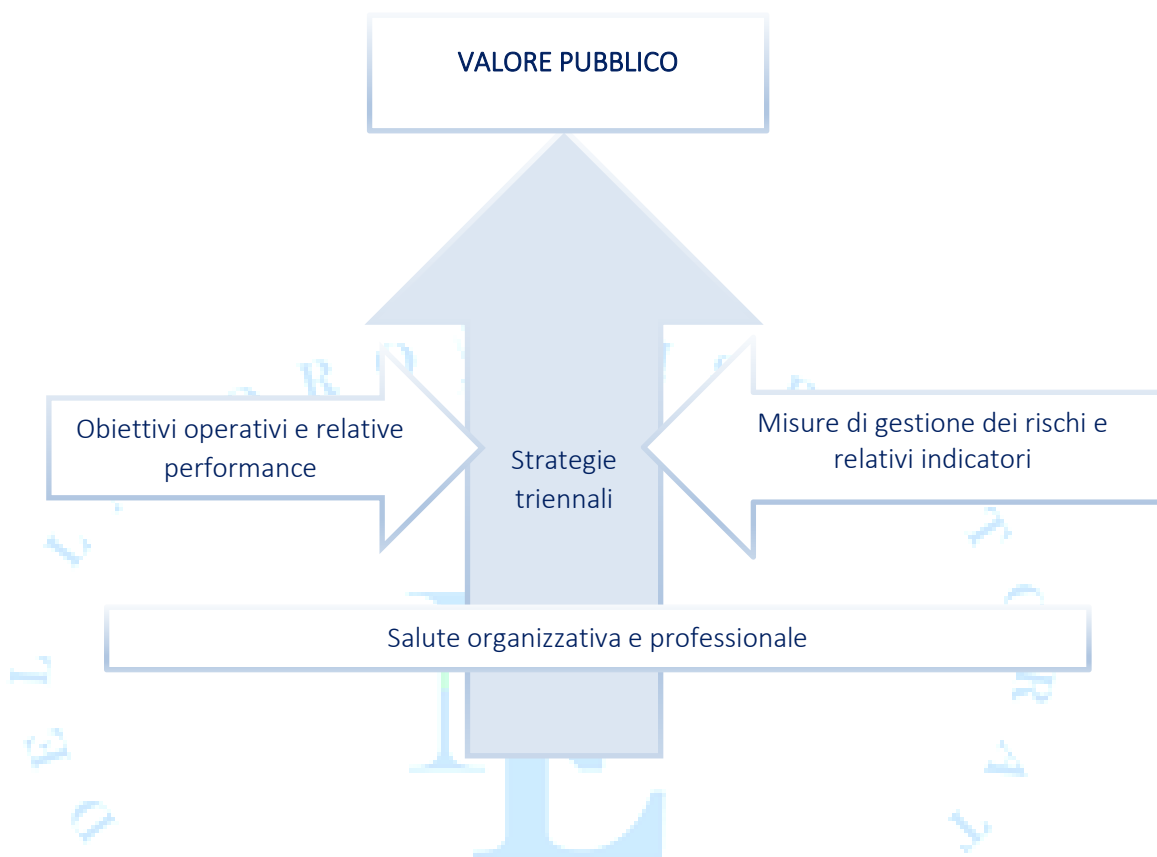 VALORE PUBBLICO
Obiettivi operativi e relative
performance
Strategie
triennali
Misure di gestione dei rischi e
relativi indicatori
Salute organizzativa e professionale